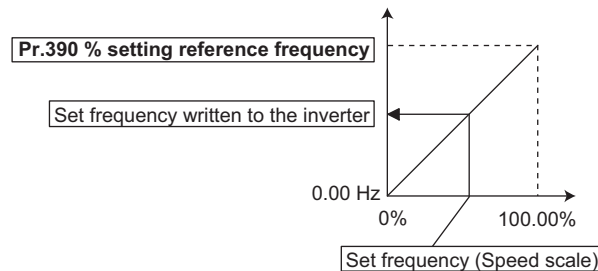 Pr.390 % setting reference frequency
Set frequency written to the inverter
0.00 Hz
0%
100.00%
Set frequency (Speed scale)